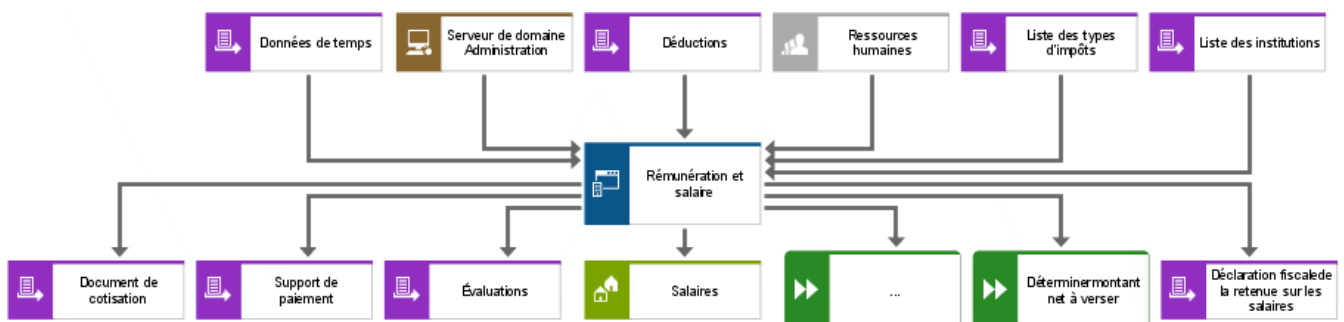 Données de temps
Serveur de domaine
Administration
Déductions
Ressources
humaines
Liste des types
d'impôts
Liste des institutions
Rémunération et
salaire
Document de
cotisation
Support de
paiement
Évaluations
Salaires
...
Déterminermontant
net à verser
Déclaration fiscalede
la retenue sur les
salaires